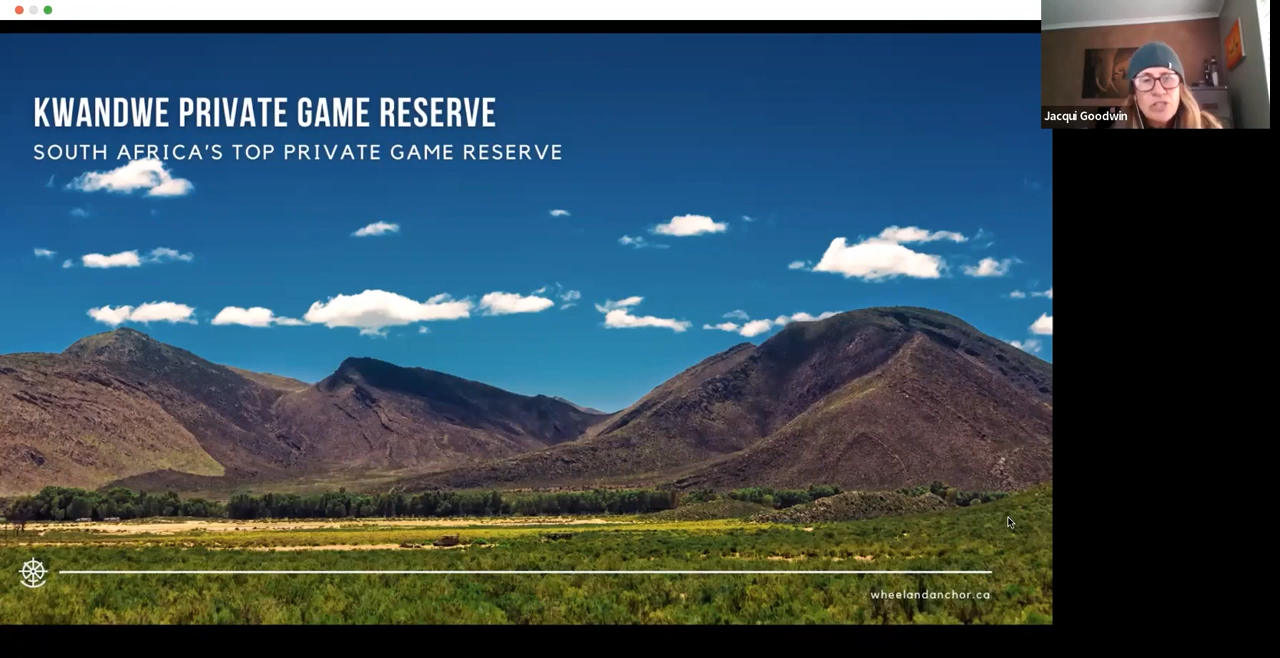 KWANDWE PRIVATE GAME RESERVE
SOUTH AFRICA'S TOP PRIVATE GAME RESERVE
Jacqui Goodwin
wheelandanchor.ca